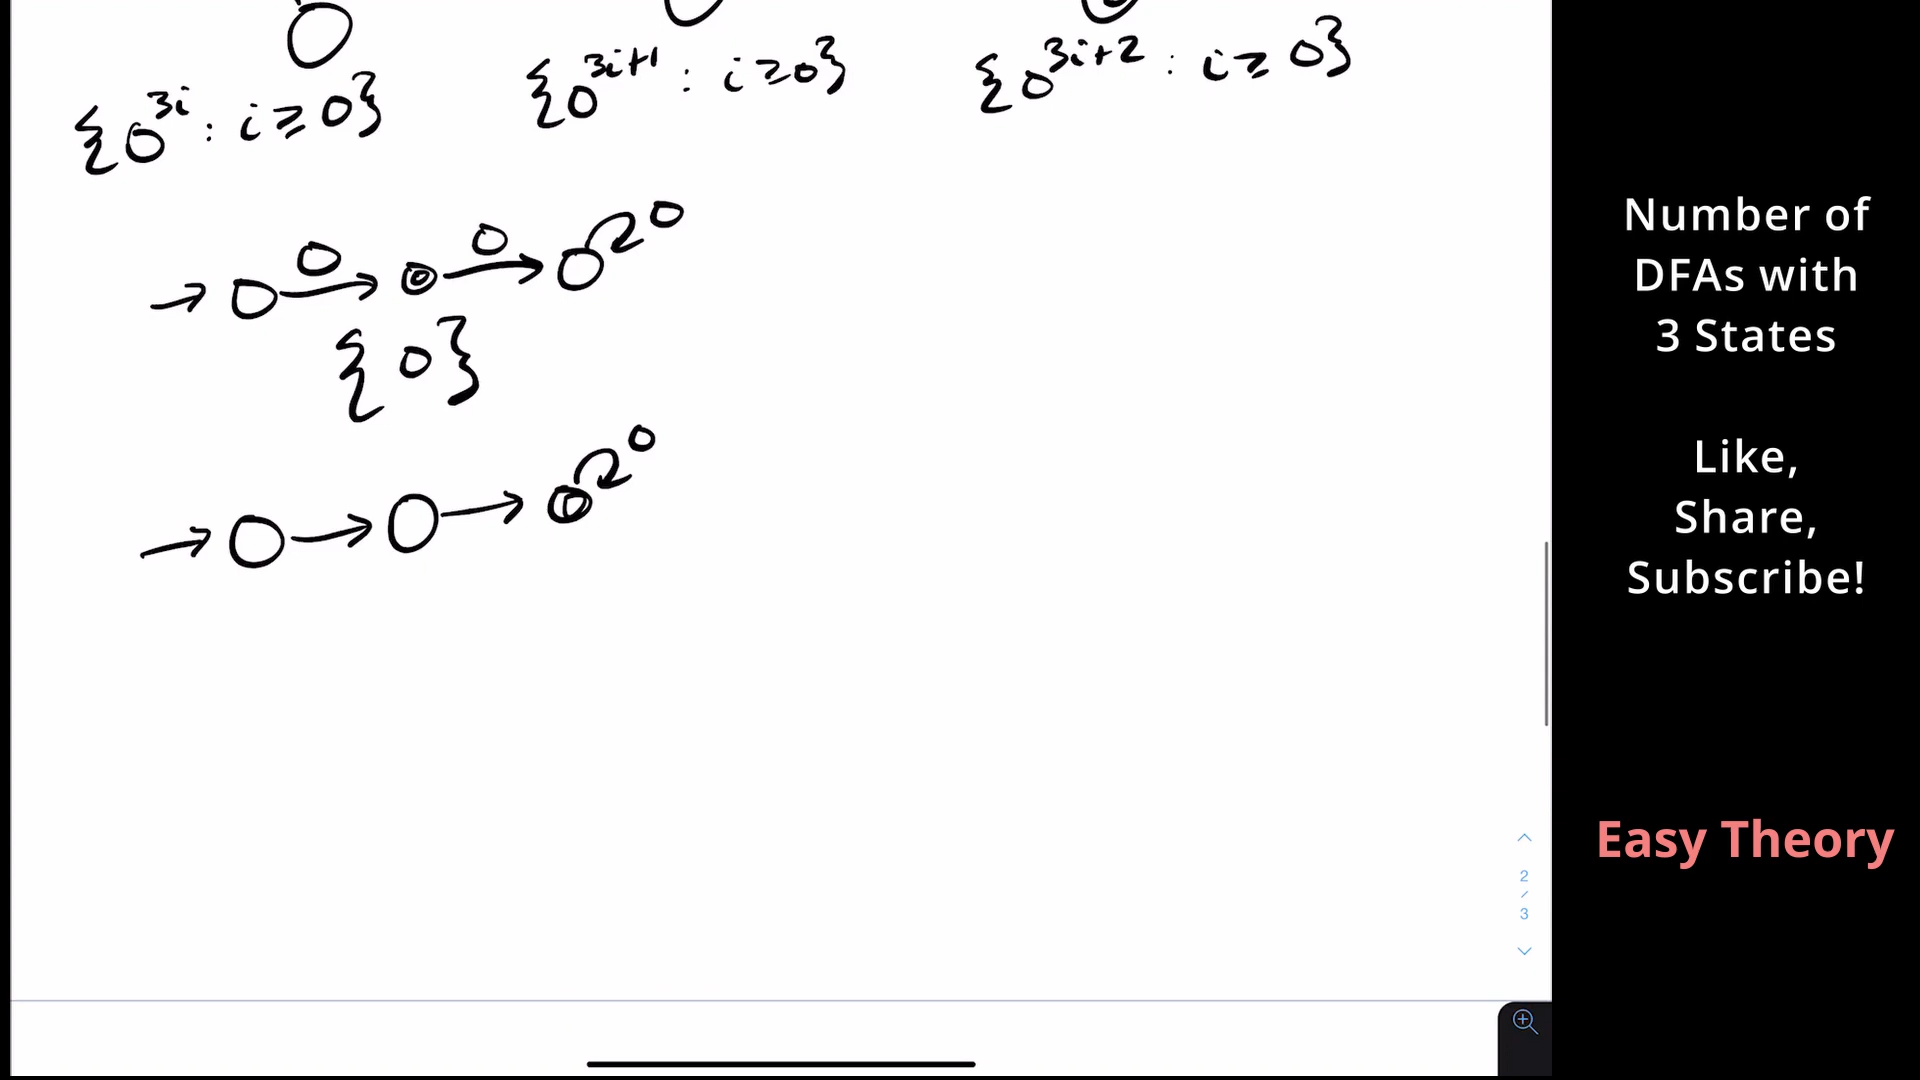 {0^{3i} : i ≥ 0}
{0^{3i+1} : i ≥ 0}
{0^{3i+2} : i ≥ 0}
0 0 0
{0}
0
Number of
DFAs with
3 States
Like,
Share,
Subscribe!
Easy Theory
2
/
3